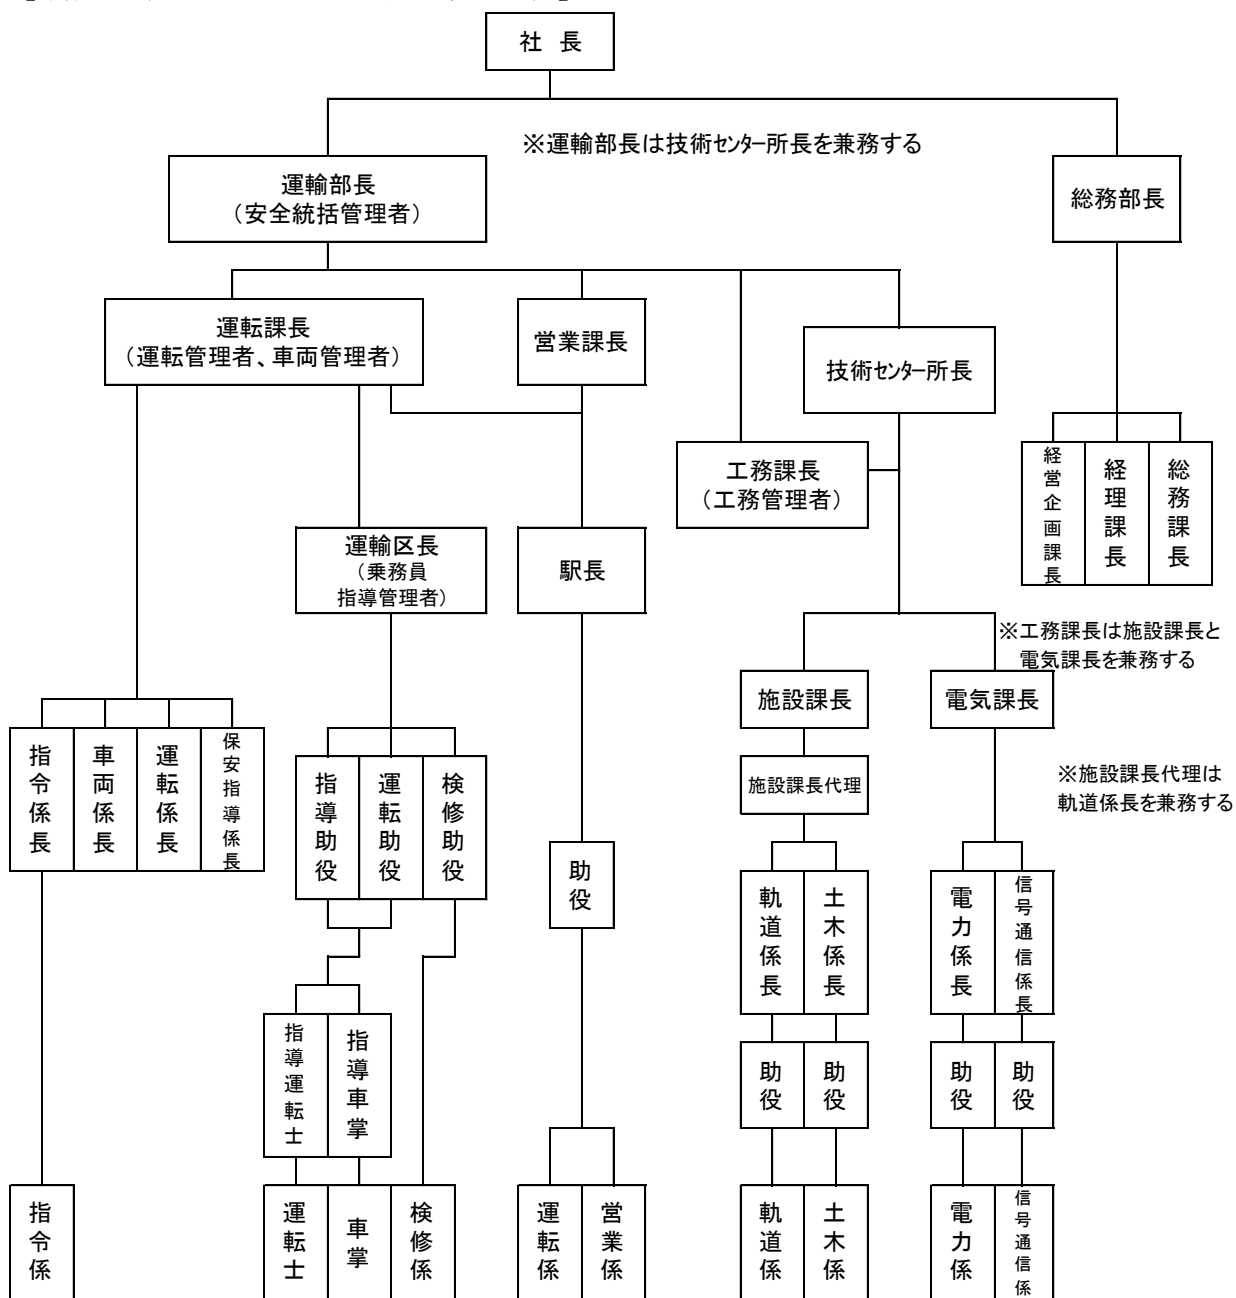 社 長
※運輸部長は技術センター所長を兼務する
運輸部長
（安全統括管理者）
総務部長
運転課長
（運転管理者、車両管理者）
営業課長
技術センター所長
工務課長
（工務管理者）
経営企画課長
経理課長
総務課長
運輸区長
（乗務員
指導管理者）
駅長
※工務課長は施設課長と
電気課長を兼務する
施設課長
電気課長
指令係長
車両係長
運転係長
保安指導係長
指導助役
運転助役
検修助役
施設課長代理
※施設課長代理は
軌道係長を兼務する
助役
軌道係長
土木係長
電力係長
信号通信係長
指導運転士
指導車掌
助役
助役
助役
助役
指令係
運転士
車掌
検修係
運転係
営業係
軌道係
土木係
電力係
信号通信係